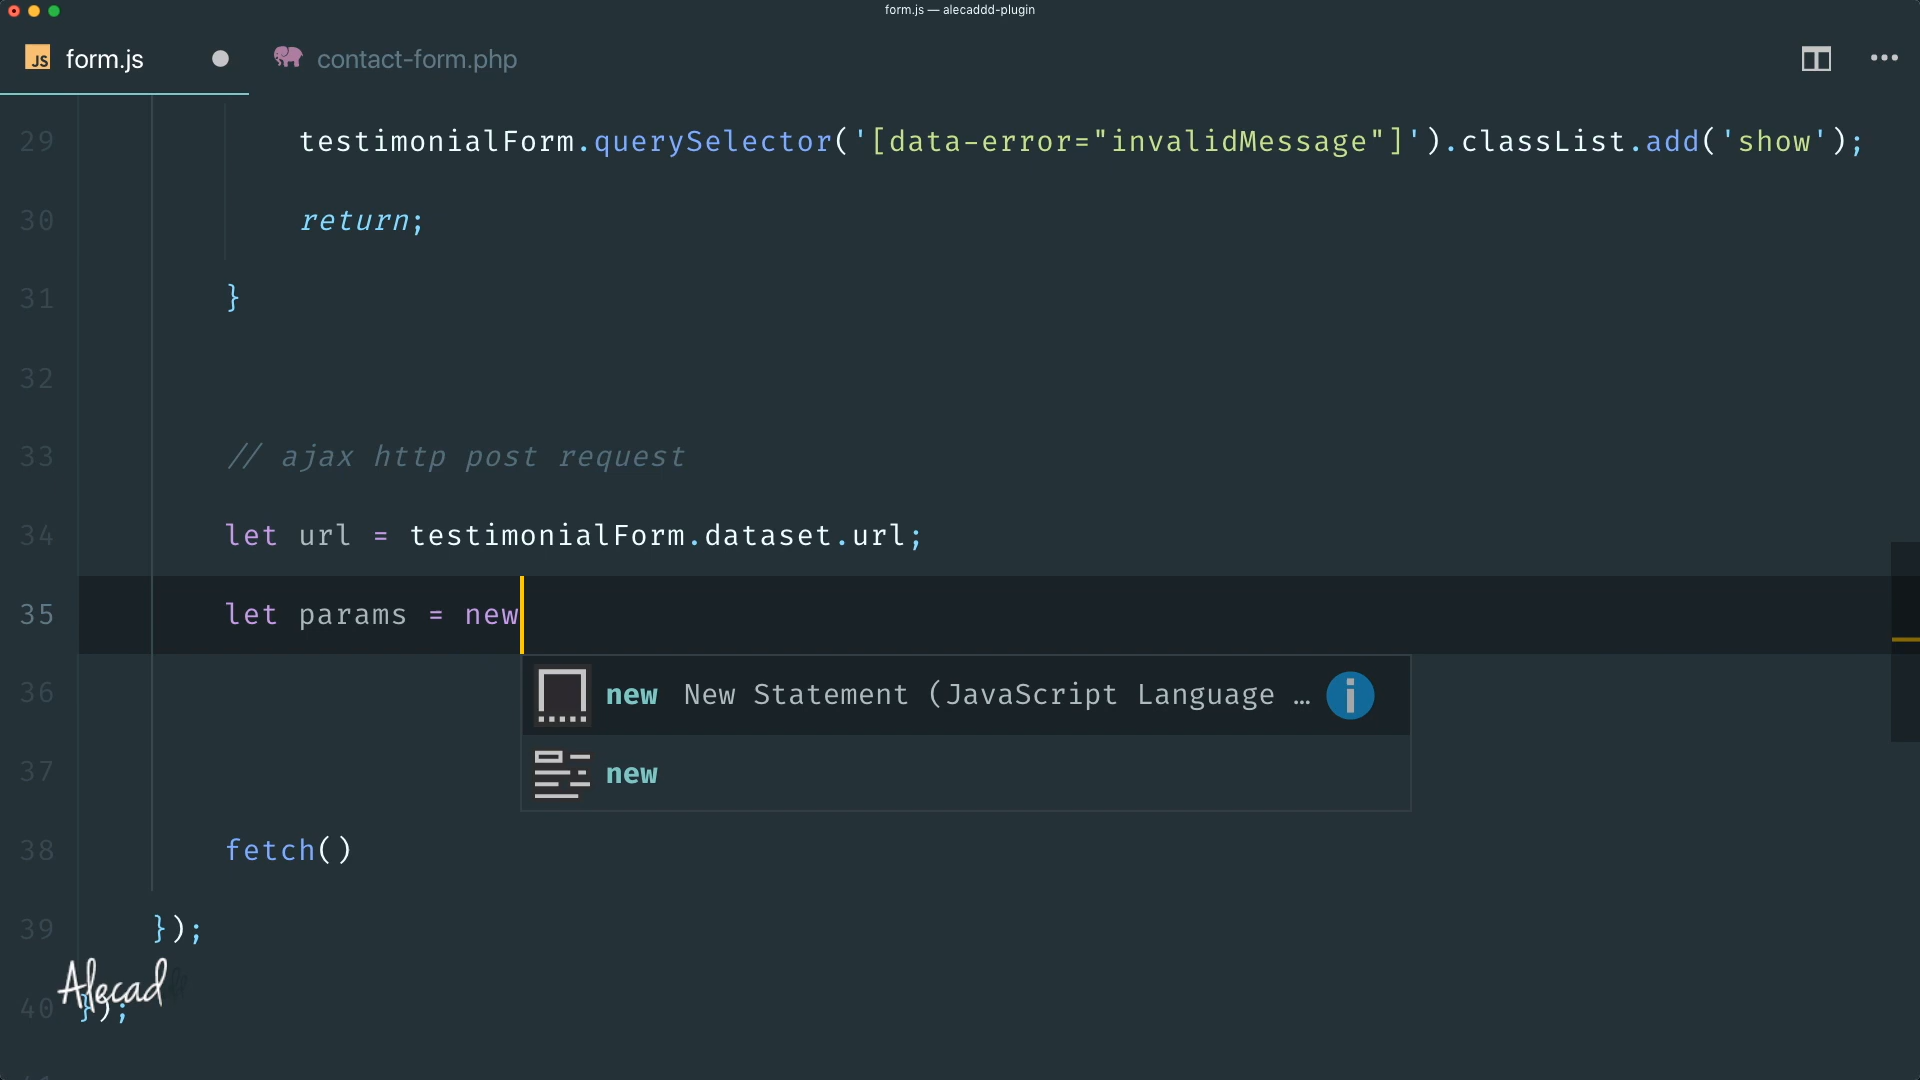 form.js — alecaddd-plugin
JS form.js contact-form.php
29 testimonialForm.querySelector('[data-error="invalidMessage"]').classList.add('show');
30 return;
31 }
32
33 // ajax http post request
34 let url = testimonialForm.dataset.url;
35 let params = new
new New Statement (JavaScript Language …
36
new
37
38 fetch()
39 });
Alecad
40 });